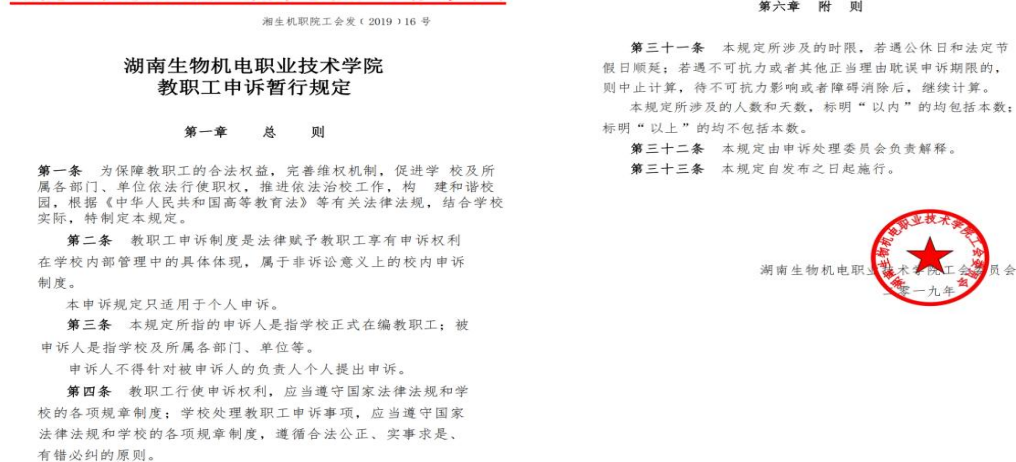 湘生机职院工会发﹝2019﹞16 号
湖南生物机电职业技术学院
教职工申诉暂行规定
第一章 总 则
第一条 为保障教职工的合法权益，完善维权机制，促进学 校及所
属各部门、单位依法行使职权，推进依法治校工作，构 建和谐校
园，根据《中华人民共和国高等教育法》等有关法律法规，结合学校
实际，特制定本规定。
第二条 教职工申诉制度是法律赋予教职工享有申诉权利
在学校内部管理中的具体体现，属于非诉讼意义上的校内申诉
制度。
本申诉规定只适用于个人申诉。
第三条 本规定所指的申诉人是指学校正式在编教职工；被
申诉人是指学校及所属各部门、单位等。
申诉人不得针对被申诉人的负责人个人提出申诉。
第四条 教职工行使申诉权利，应当遵守国家法律法规和学
校的各项规章制度；学校处理教职工申诉事项，应当遵守国家
法律法规和学校的各项规章制度，遵循合法公正、实事求是、
有错必纠的原则。
第六章 附 则
第三十一条 本规定所涉及的时限，若遇公休日和法定节
假日顺延；若遇不可抗力或者其他正当理由耽误申诉期限的，
则中止计算，待不可抗力影响或者障碍消除后，继续计算。
本规定所涉及的人数和天数，标明“以内”的均包括本数；
标明“以上”的均不包括本数。
第三十二条 本规定由申诉处理委员会负责解释。
第三十三条 本规定自发布之日起施行。
湖南生物机电职业技术学院工会委员会
湖南生物机电职业技术学院工会委员会
二零一九年